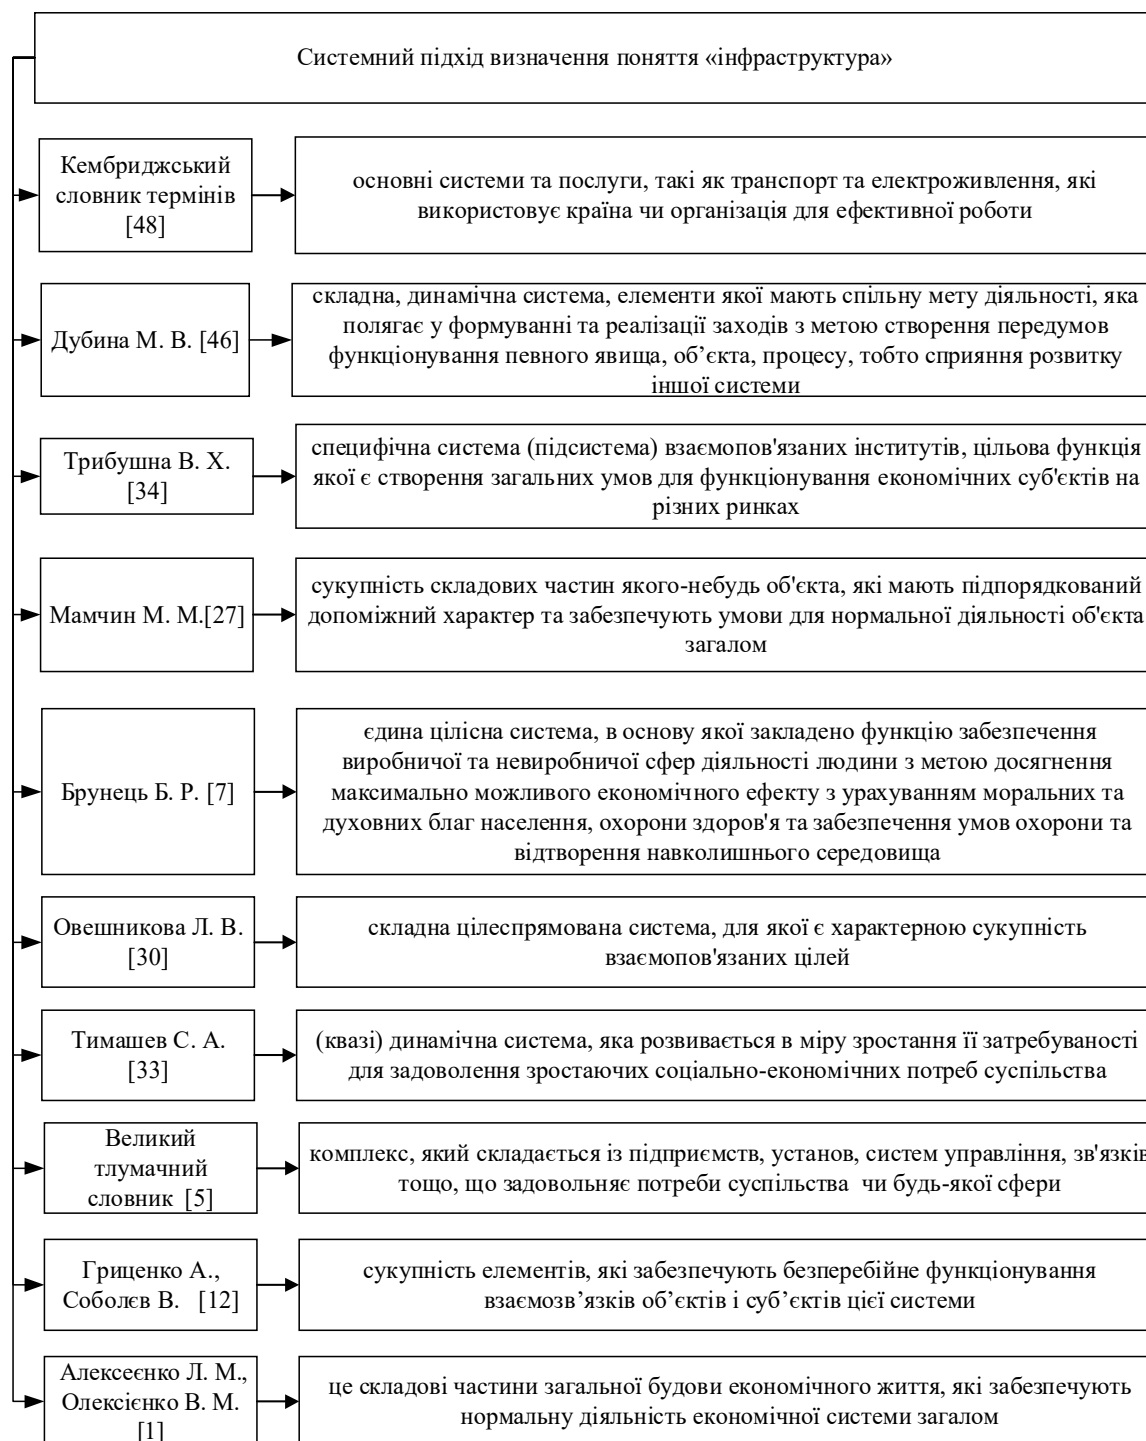 Системний підхід визначення поняття «інфраструктура»
Кембриджський
словник термінів
[48]
основні системи та послуги, такі як транспорт та електроживлення, які
використовує країна чи організація для ефективної роботи
Дубина М. В. [46]
складна, динамічна система, елементи якої мають спільну мету діяльності, яка
полягає у формуванні та реалізації заходів з метою створення передумов
функціонування певного явища, об’єкта, процесу, тобто сприяння розвитку
іншої системи
Трибушна В. Х.
[34]
специфічна система (підсистема) взаємопов'язаних інститутів, цільова функція
якої є створення загальних умов для функціонування економічних суб'єктів на
різних ринках
Мамчин М. М.[27]
сукупність складових частин якого-небудь об'єкта, які мають підпорядкований
допоміжний характер та забезпечують умови для нормальної діяльності об'єкта
загалом
Брунець Б. Р. [7]
єдина цілісна система, в основу якої закладено функцію забезпечення
виробничої та невиробничої сфер діяльності людини з метою досягнення
максимально можливого економічного ефекту з урахуванням моральних та
духовних благ населення, охорони здоров'я та забезпечення умов охорони та
відтворення навколишнього середовища
Овешникова Л. В.
[30]
складна цілеспрямована система, для якої є характерною сукупність
взаємопов'язаних цілей
Тимашев С. А.
[33]
(квазі) динамічна система, яка розвивається в міру зростання її затребуваності
для задоволення зростаючих соціально-економічних потреб суспільства
Великий
тлумачний
словник [5]
комплекс, який складається із підприємств, установ, систем управління, зв'язків
тощо, що задовольняє потреби суспільства чи будь-якої сфери
Гриценко А.,
Соболєв В. [12]
сукупність елементів, які забезпечують безперебійне функціонування
взаємозв’язків об’єктів і суб’єктів цієї системи
Алексеєнко Л. М.,
Олексієнко В. М.
[1]
це складові частини загальної будови економічного життя, які забезпечують
нормальну діяльність економічної системи загалом